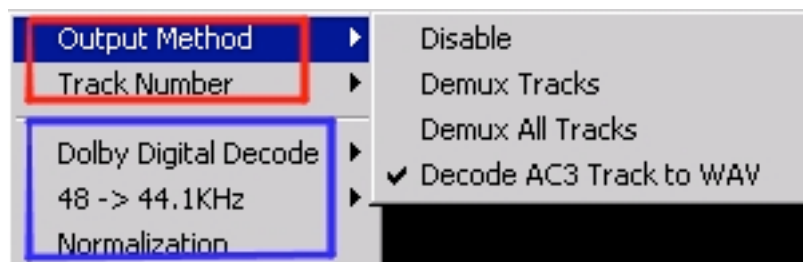 Output Method
Track Number
Dolby Digital Decode
48 -> 44.1KHz
Normalization
Disable
Demux Tracks
Demux All Tracks
Decode AC3 Track to WAV